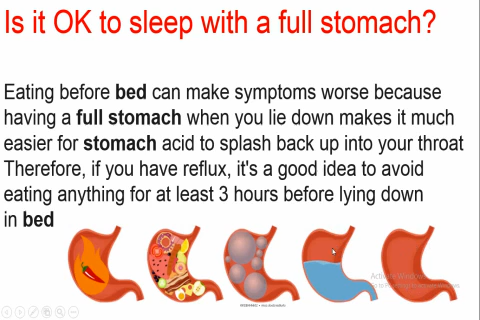 Is it OK to sleep with a full stomach?
Eating before bed can make symptoms worse because
having a full stomach when you lie down makes it much
easier for stomach acid to splash back up into your throat
Therefore, if you have reflux, it's a good idea to avoid
eating anything for at least 3 hours before lying down
in bed
Activate Windows